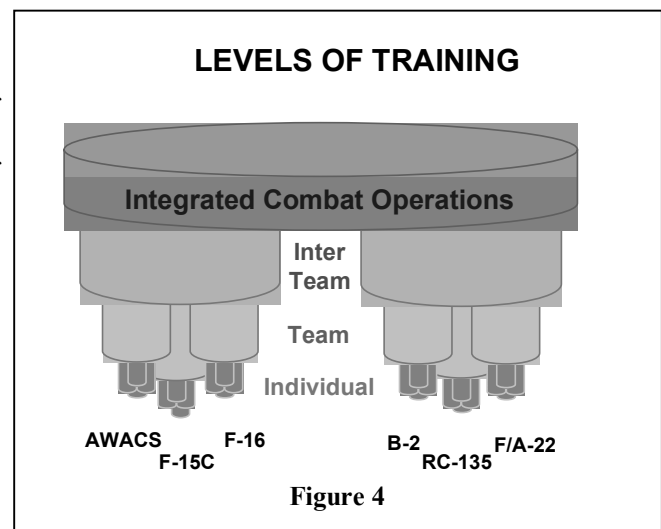 LEVELS OF TRAINING
Integrated Combat Operations
Inter
Team
Team
Individual
AWACS
F-15C
F-16
B-2
RC-135
F/A-22
Figure 4